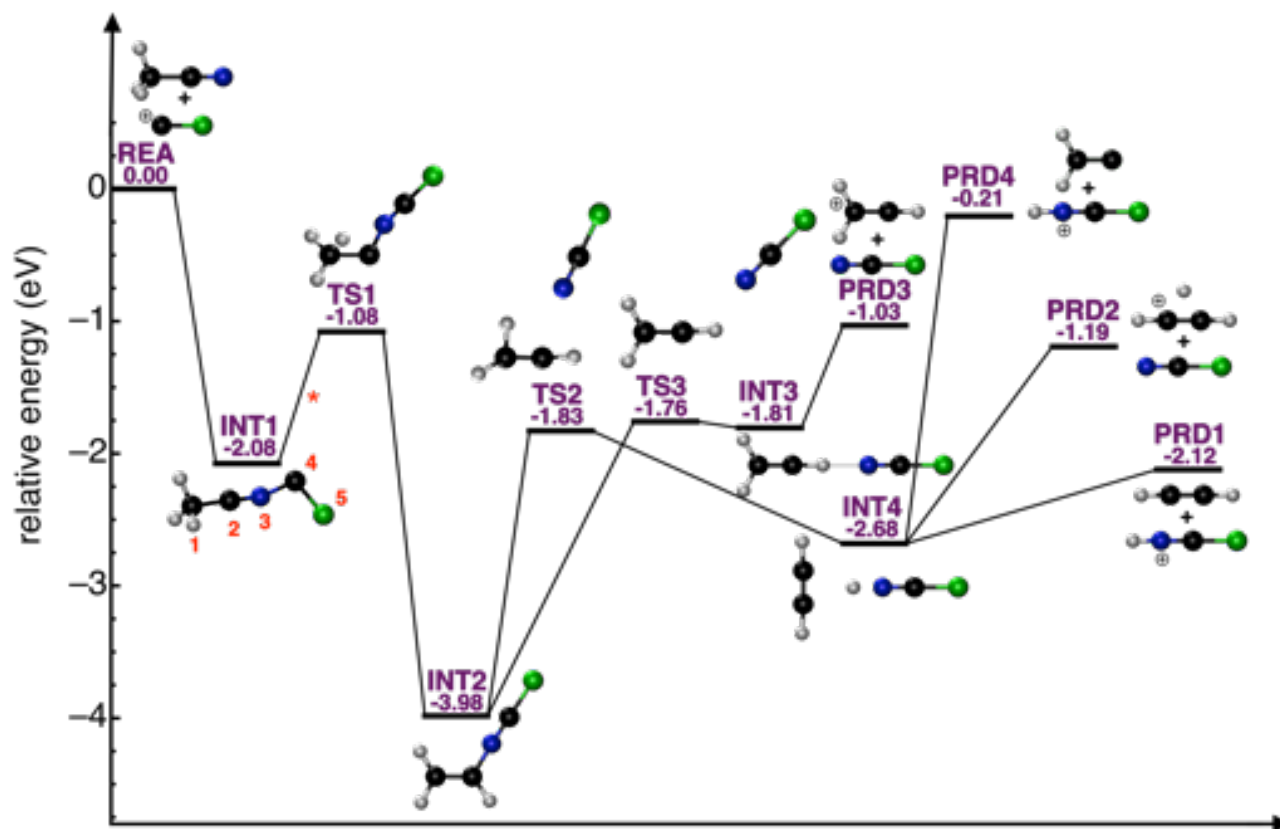 relative energy (eV)
0
−1
−2
−3
−4
+
⊕
REA
0.00
INT1
-2.08
1
2
3
4
5
*
TS1
-1.08
INT2
-3.98
TS2
-1.83
TS3
-1.76
INT3
-1.81
⊕
+
PRD3
-1.03
INT4
-2.68
PRD4
-0.21
+
⊕
PRD2
-1.19
⊕
+
PRD1
-2.12
+
⊕